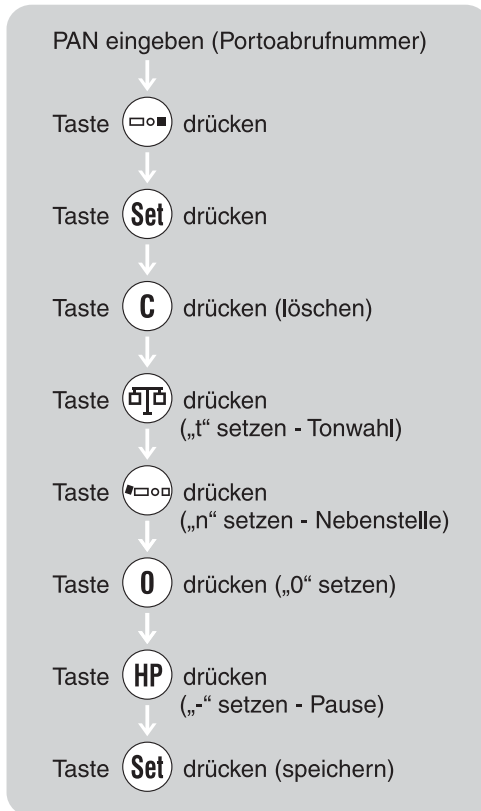 PAN eingeben (Portoabrufnummer)
Taste drücken
Taste Set drücken
Taste C drücken (löschen)
Taste drücken
(„t“ setzen - Tonwahl)
Taste drücken
(„n“ setzen - Nebenstelle)
Taste 0 drücken („0“ setzen)
Taste HP drücken
(„-“ setzen - Pause)
Taste Set drücken (speichern)